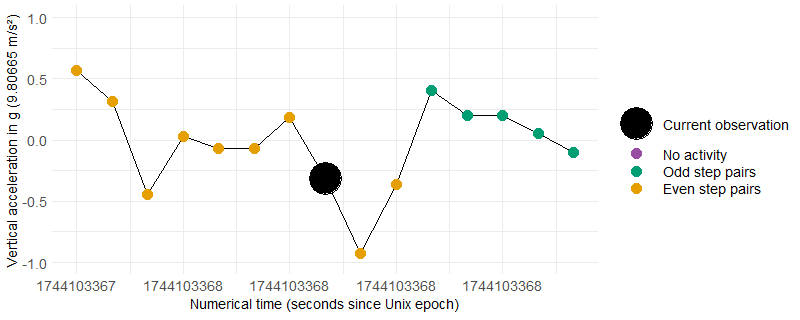 Vertical acceleration in g (9.80665 m/s²)
1.0
0.5
0.0
-0.5
-1.0
1744103367 1744103368 1744103368 1744103368 1744103368
Numerical time (seconds since Unix epoch)
Current observation
No activity
Odd step pairs
Even step pairs